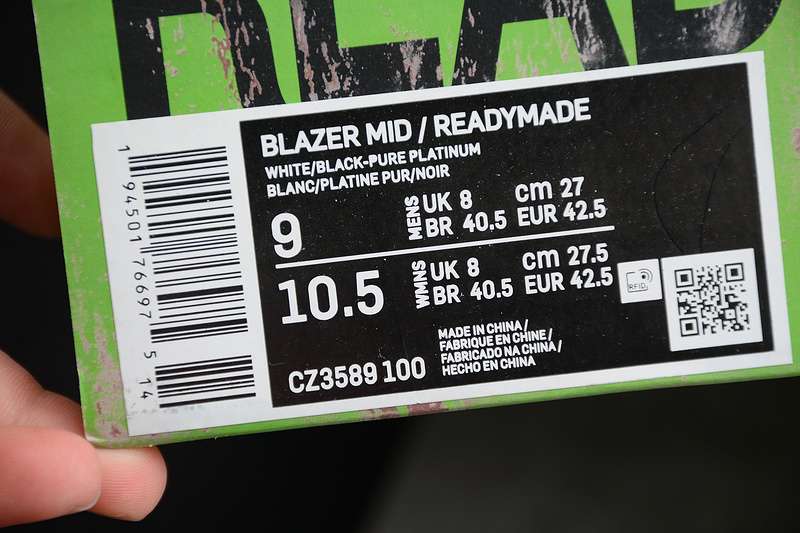 READ
BLAZER MID / READYMADE
WHITE/BLACK-PURE PLATINUM
BLANC/PLATINE PUR/NOIR
9
MENS
UK 8 cm 27
BR 40.5 EUR 42.5
10.5
WMNS
UK 8 cm 27.5
BR 40.5 EUR 42.5
RFID
MADE IN CHINA/
FABRIQUE EN CHINE/
FABRICADO NA CHINA/
HECHO EN CHINA
CZ3589 100
1 94501 76697 5 14